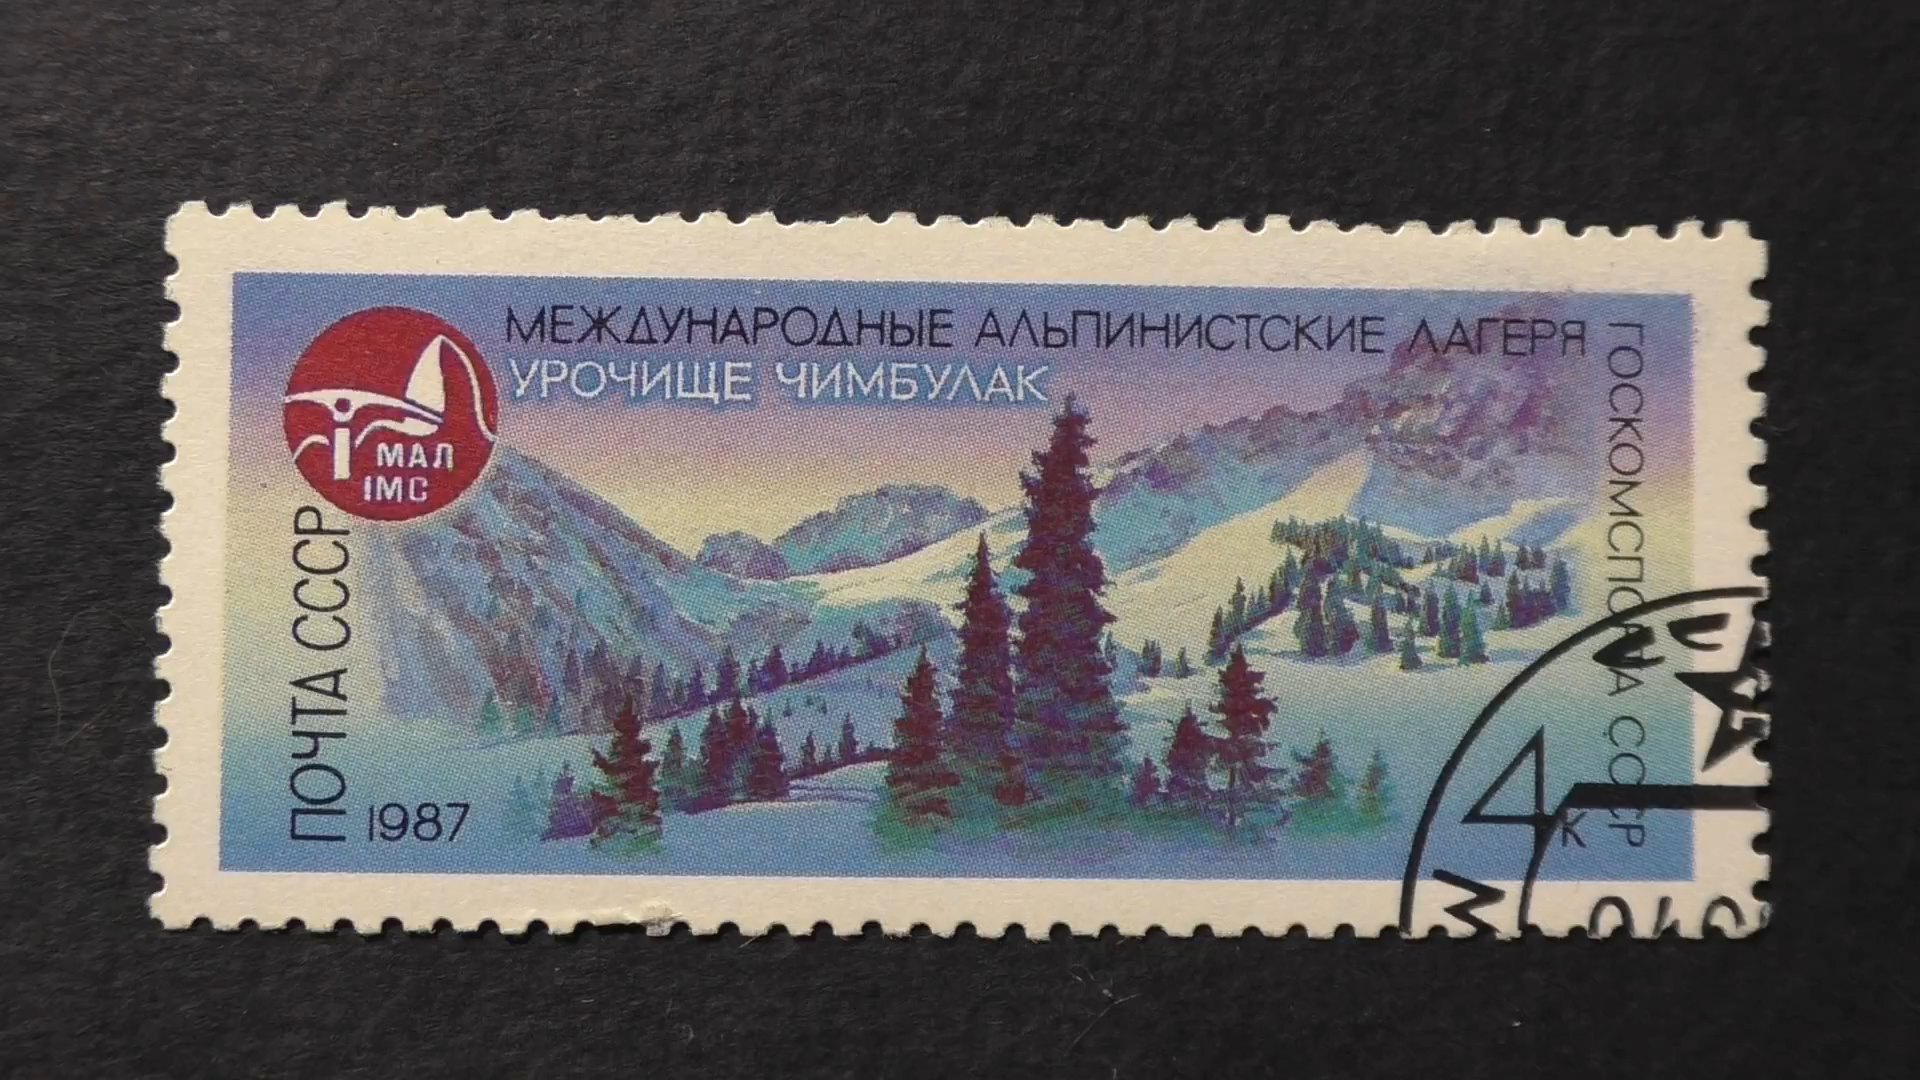 МЕЖДУНАРОДНЫЕ АЛЬПИНИСТСКИЕ ЛАГЕРЯ
УРОЧИЩЕ ЧИМБУЛАК
МАЛ
IMC
ПОЧТА СССР
1987
ГОСКОМСПОРТА СССР
4к